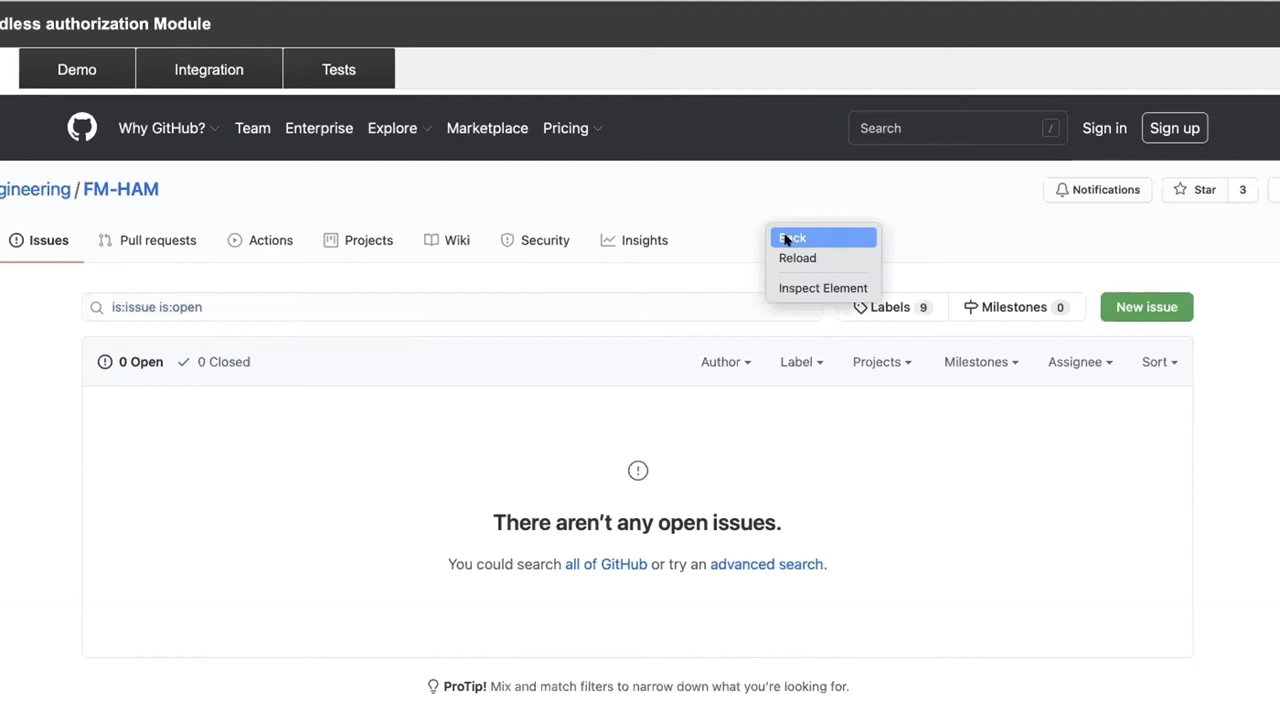 dless authorization Module
Demo Integration Tests
Why GitHub? Team Enterprise Explore Marketplace Pricing Search / Sign in Sign up
gineering / FM-HAM Notifications Star 3
Issues Pull requests Actions Projects Wiki Security Insights
Back
Reload
Inspect Element
is:issue is:open Labels 9 Milestones 0 New issue
0 Open 0 Closed Author Label Projects Milestones Assignee Sort
There aren’t any open issues.
You could search all of GitHub or try an advanced search.
ProTip! Mix and match filters to narrow down what you’re looking for.